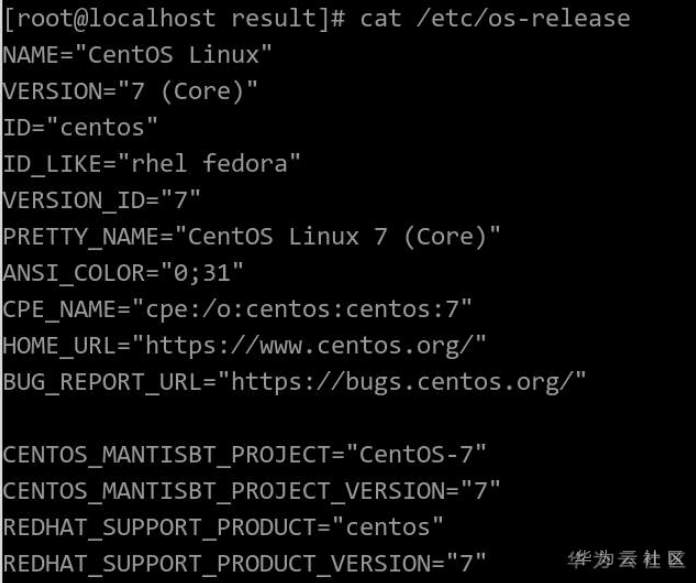 [root@localhost result]# cat /etc/os-release
NAME="CentOS Linux"
VERSION="7 (Core)"
ID="centos"
ID_LIKE="rhel fedora"
VERSION_ID="7"
PRETTY_NAME="CentOS Linux 7 (Core)"
ANSI_COLOR="0;31"
CPE_NAME="cpe:/o:centos:centos:7"
HOME_URL="https://www.centos.org/"
BUG_REPORT_URL="https://bugs.centos.org/"
CENTOS_MANTISBT_PROJECT="CentOS-7"
CENTOS_MANTISBT_PROJECT_VERSION="7"
REDHAT_SUPPORT_PRODUCT="centos"
REDHAT_SUPPORT_PRODUCT_VERSION="7"
华为云社区